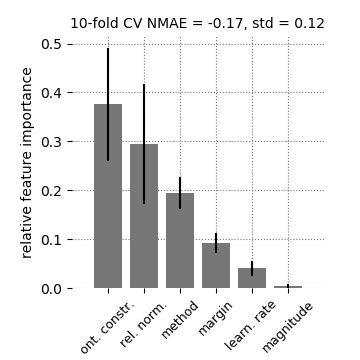 10-fold CV NMAE = -0.17, std = 0.12
relative feature importance
0.5
0.4
0.3
0.2
0.1
0.0
ont. constr.
rel. norm.
method
margin
learn. rate
magnitude